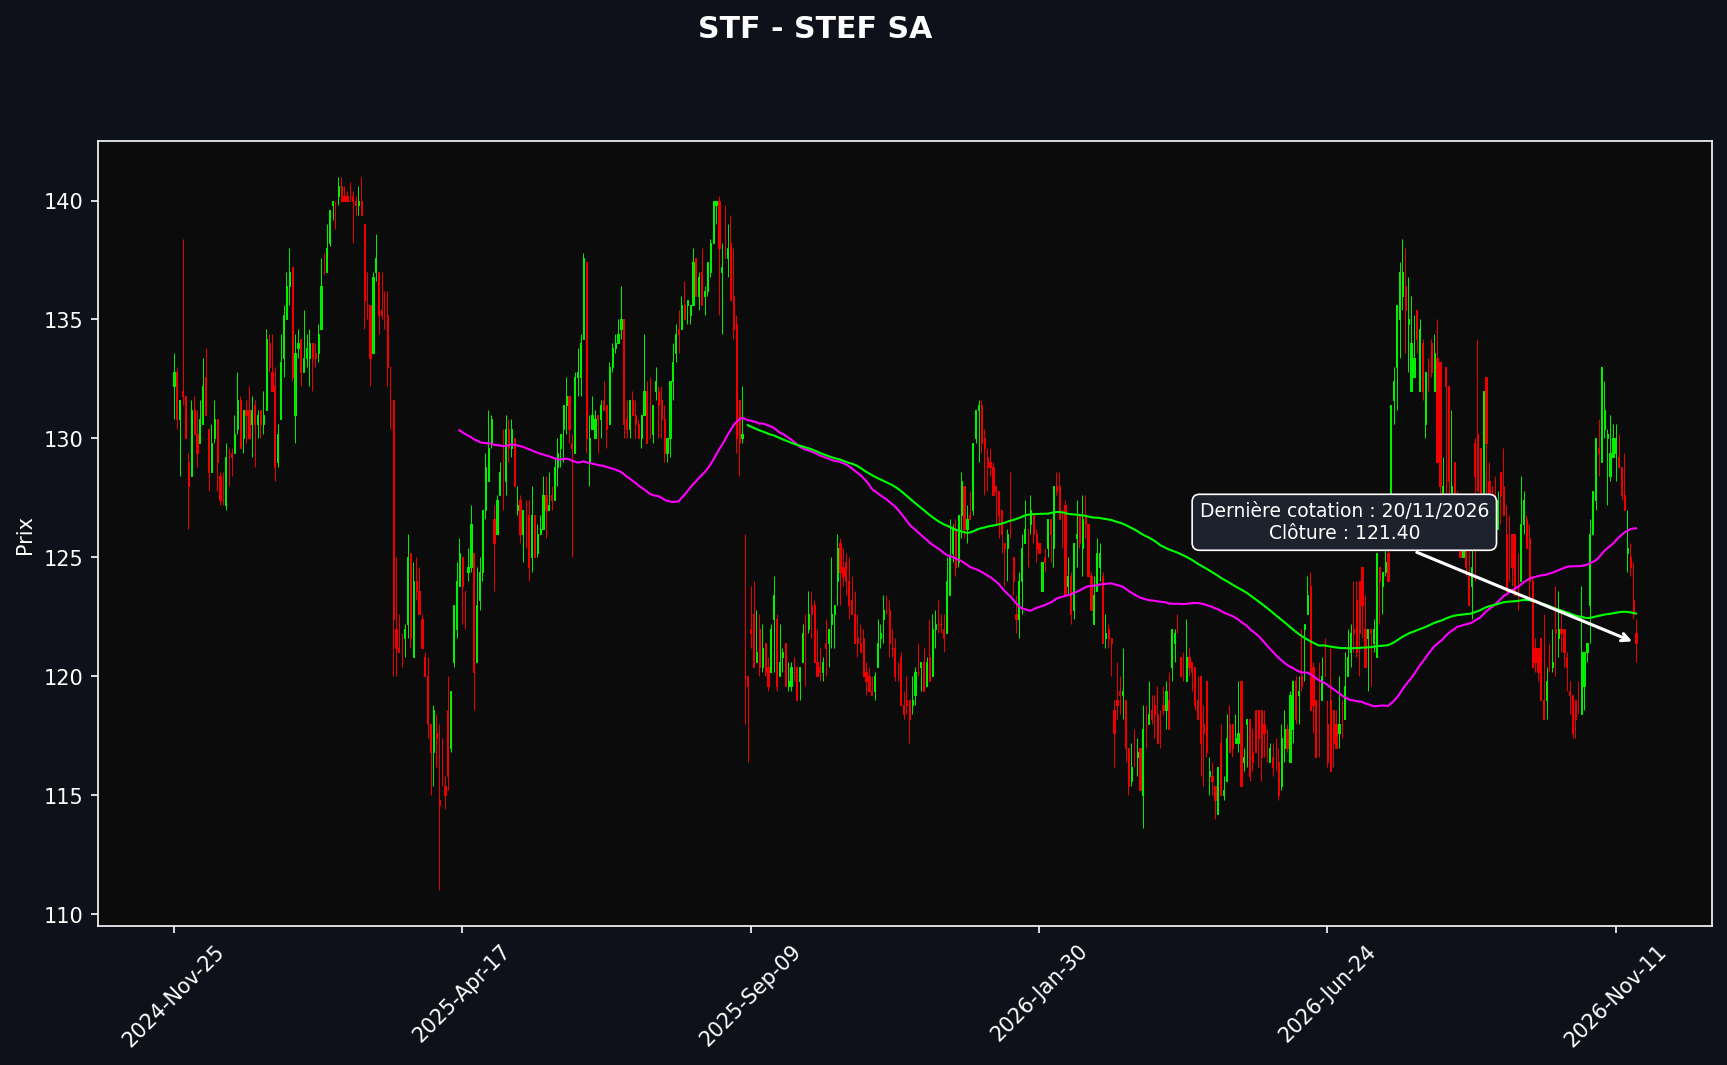 STF - STEF SA
Prix
140
135
130
125
120
115
110
Dernière cotation : 20/11/2026
Clôture : 121.40
2024-Nov-25
2025-Apr-17
2025-Sep-09
2026-Jan-30
2026-Jun-24
2026-Nov-11